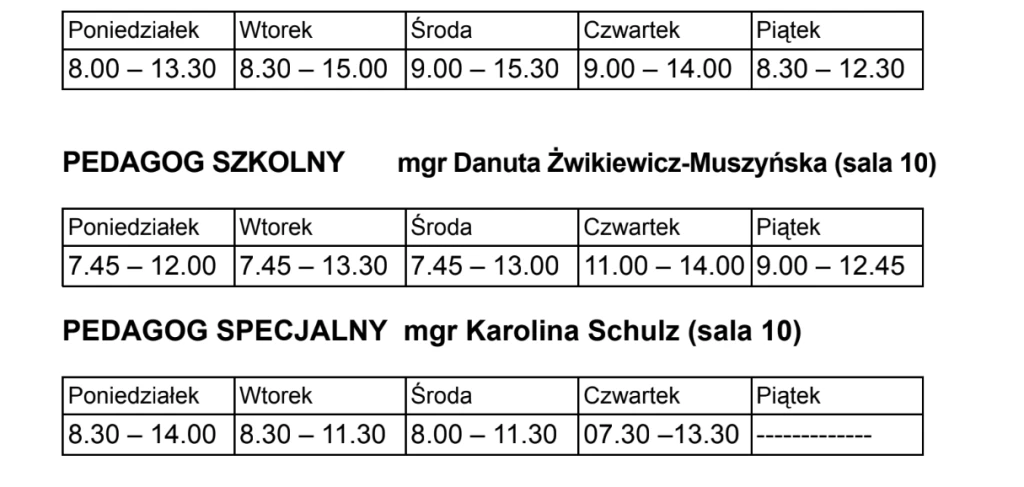 Poniedziałek Wtorek Środa Czwartek Piątek
8.00 – 13.30 8.30 – 15.00 9.00 – 15.30 9.00 – 14.00 8.30 – 12.30
PEDAGOG SZKOLNY mgr Danuta Żwikiewicz-Muszyńska (sala 10)
Poniedziałek Wtorek Środa Czwartek Piątek
7.45 – 12.00 7.45 – 13.30 7.45 – 13.00 11.00 – 14.00 9.00 – 12.45
PEDAGOG SPECJALNY mgr Karolina Schulz (sala 10)
Poniedziałek Wtorek Środa Czwartek Piątek
8.30 – 14.00 8.30 – 11.30 8.00 – 11.30 07.30 –13.30 -------------